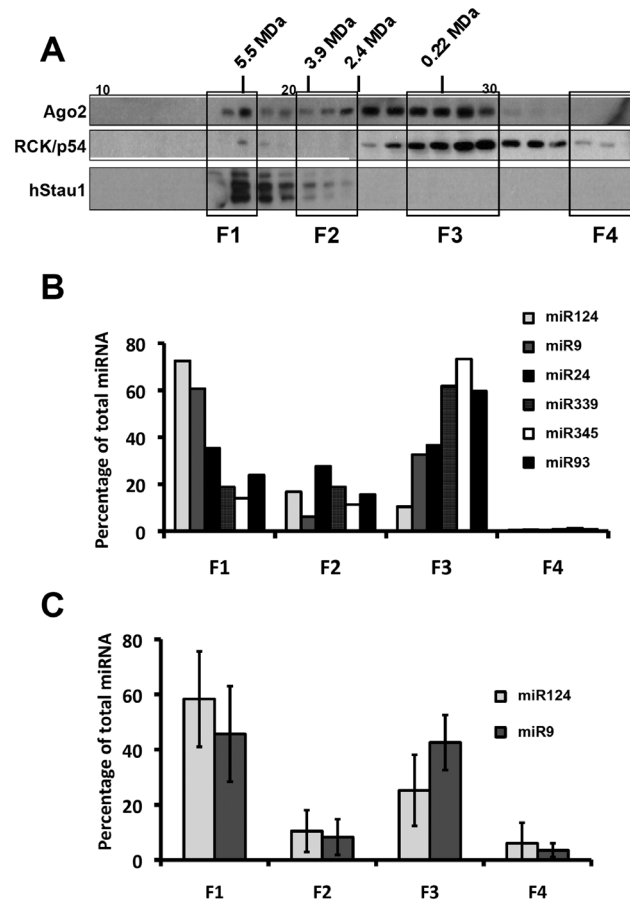 A
5.5 MDa
3.9 MDa
2.4 MDa
0.22 MDa
10
20
30
Ago2
RCK/p54
hStau1
F1
F2
F3
F4
B
Percentage of total miRNA
80
60
40
20
0
F1
F2
F3
F4
miR124
miR9
miR24
miR339
miR345
miR93
C
Percentage of total miRNA
80
60
40
20
0
F1
F2
F3
F4
miR124
miR9